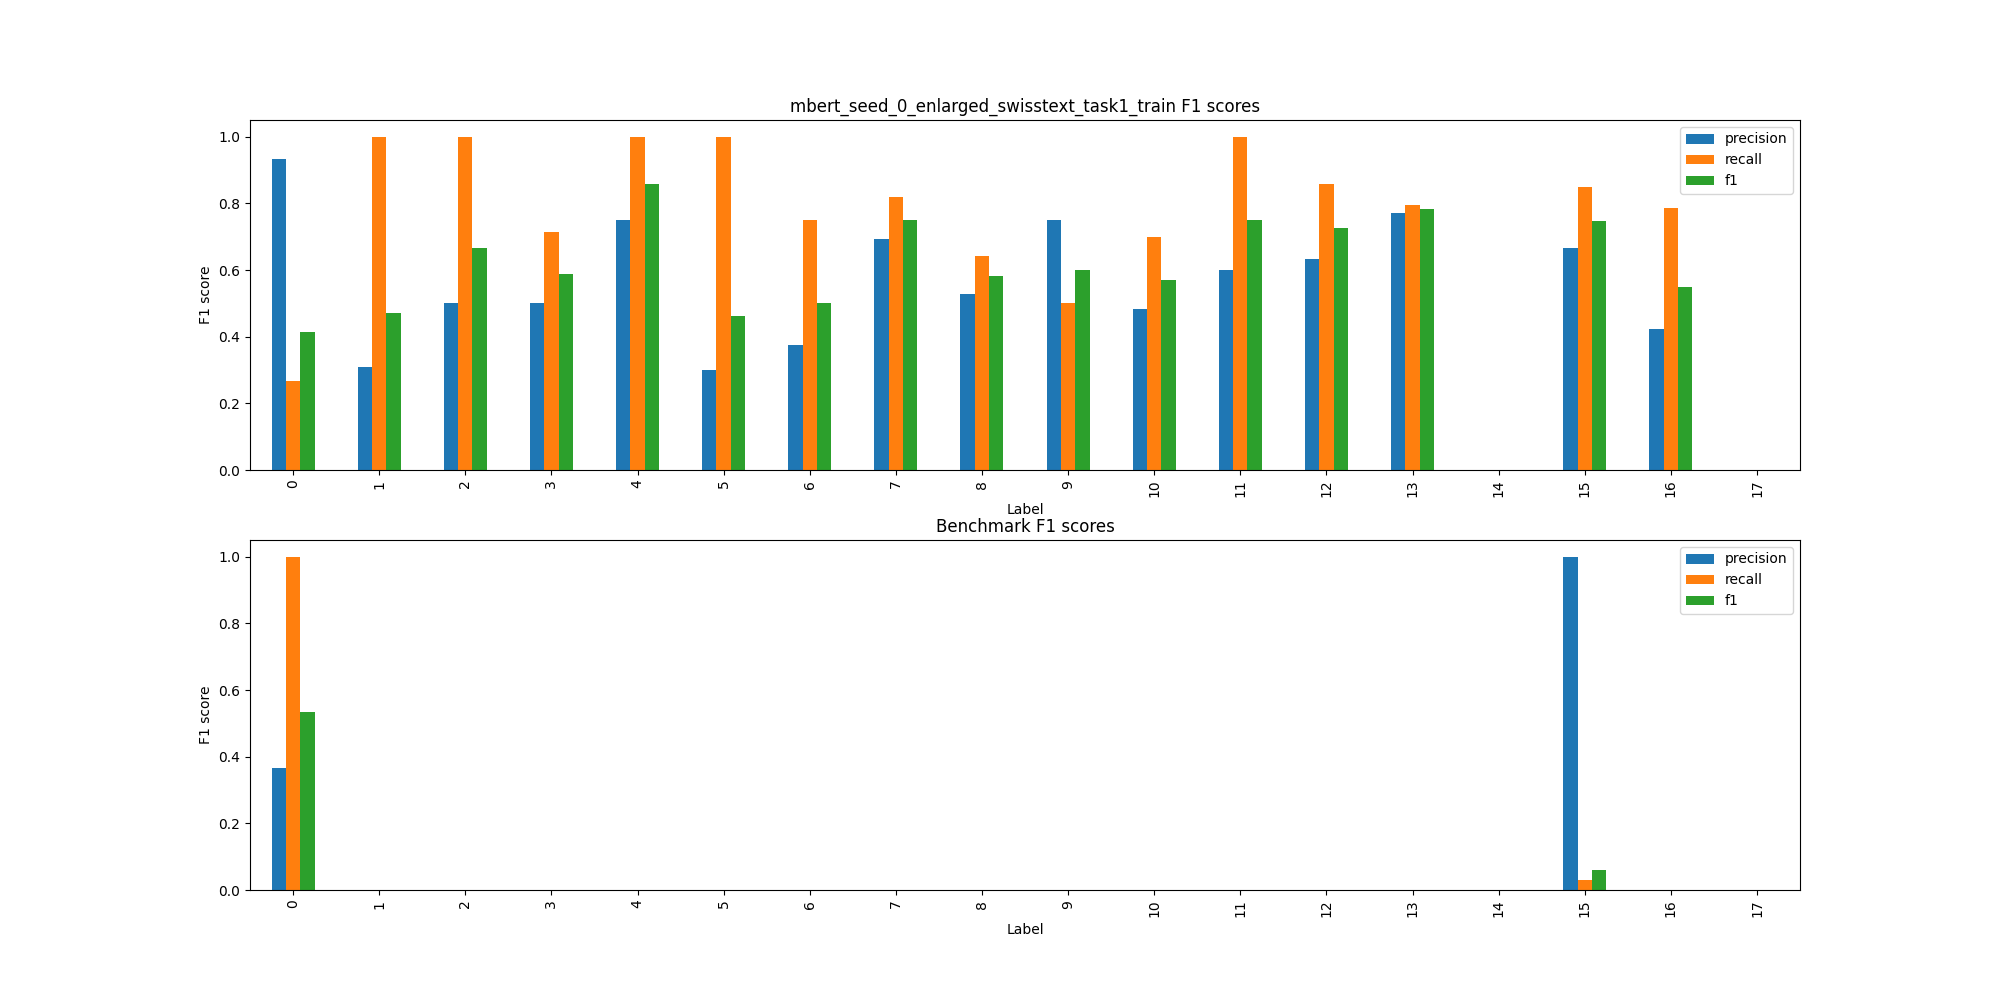 mbert_seed_0_enlarged_swisstext_task1_train F1 scores
1.0
0.8
0.6
0.4
0.2
0.0
F1 score
precision
recall
f1
0 1 2 3 4 5 6 7 8 9 10 11 12 13 14 15 16 17
Label
Benchmark F1 scores
1.0
0.8
0.6
0.4
0.2
0.0
F1 score
precision
recall
f1
0 1 2 3 4 5 6 7 8 9 10 11 12 13 14 15 16 17
Label